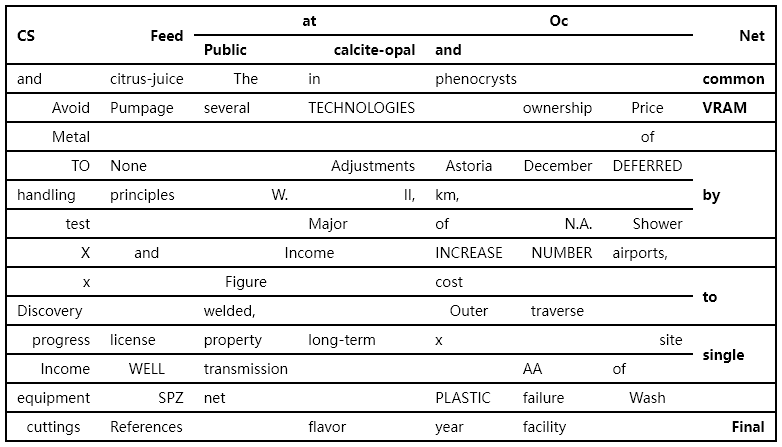 CS Feed at Oc Net
Public calcite-opal and
and citrus-juice The in phenocrysts common
Avoid Pumpage several TECHNOLOGIES ownership Price VRAM
Metal of
TO None Adjustments Astoria December DEFERRED
handling principles W. II, km, by
test Major of N.A. Shower
X and Income INCREASE NUMBER airports,
x Figure cost to
Discovery welded, Outer traverse
progress license property long-term x site single
Income WELL transmission AA of
equipment SPZ net PLASTIC failure Wash
cuttings References flavor year facility Final